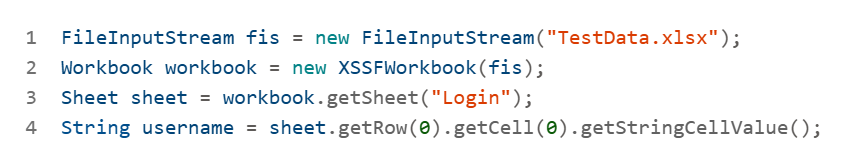 1 FileInputStream fis = new FileInputStream("TestData.xlsx");
2 Workbook workbook = new XSSFWorkbook(fis);
3 Sheet sheet = workbook.getSheet("Login");
4 String username = sheet.getRow(0).getCell(0).getStringCellValue();